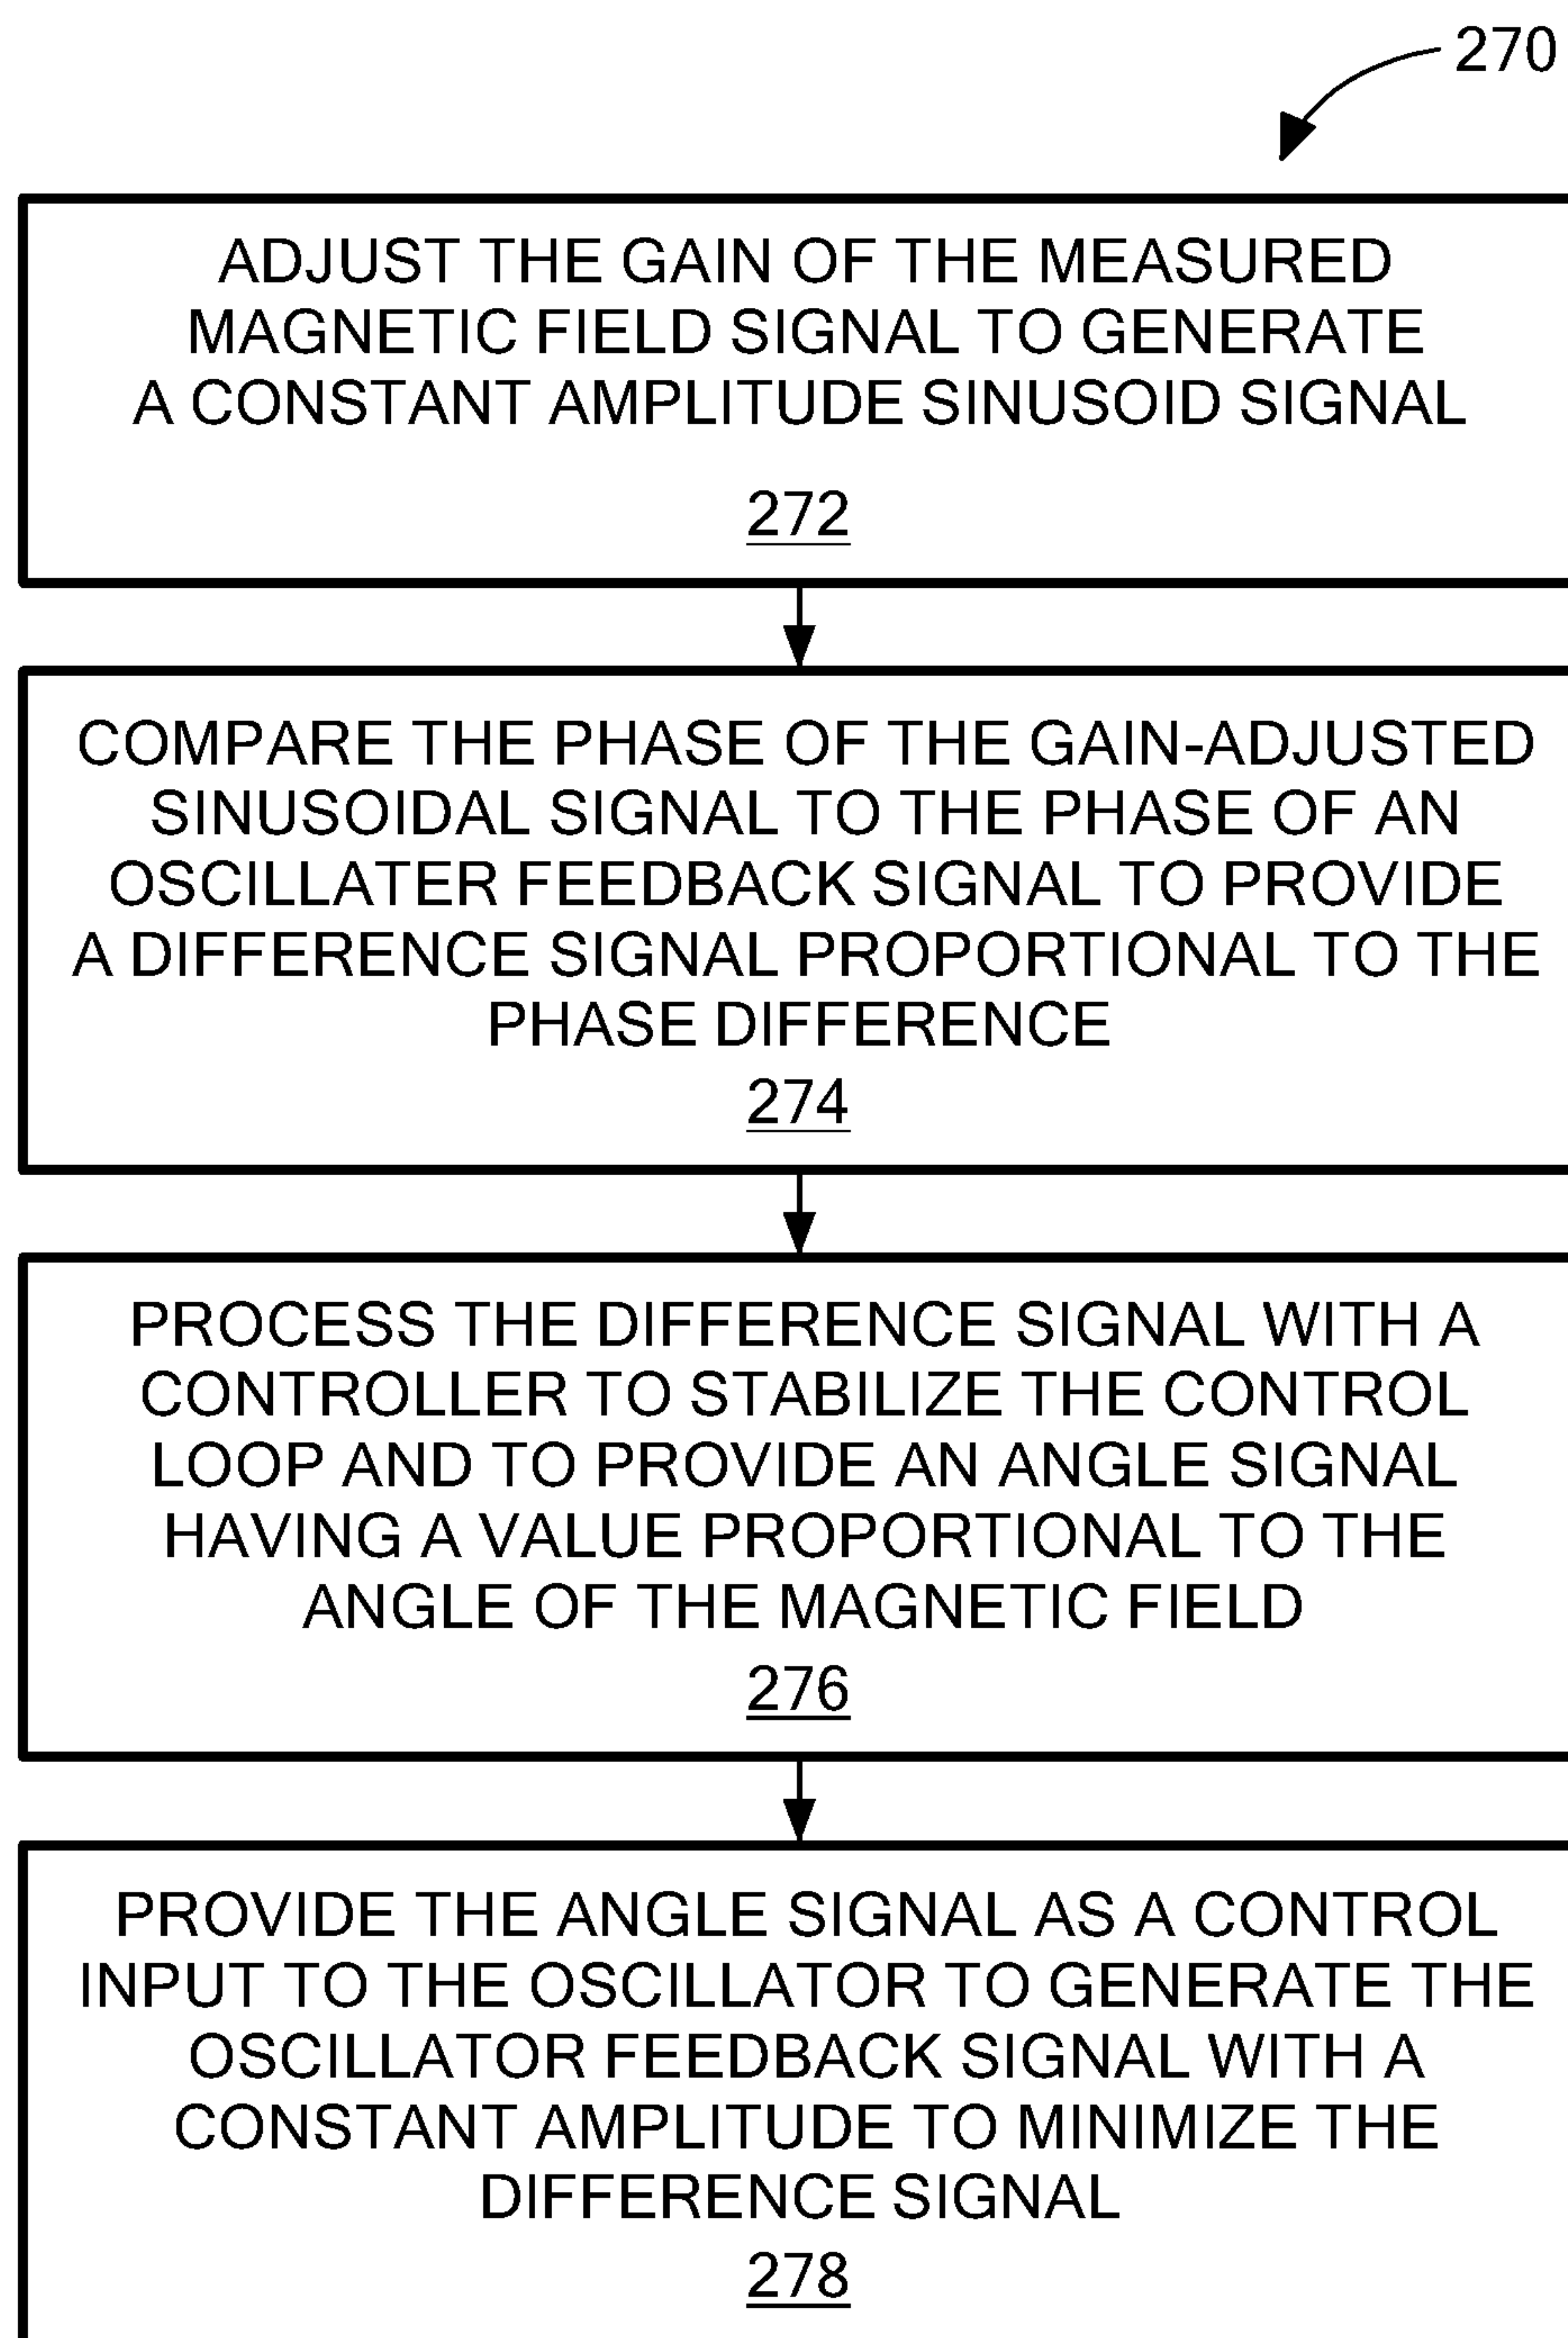 270
ADJUST THE GAIN OF THE MEASURED
MAGNETIC FIELD SIGNAL TO GENERATE
A CONSTANT AMPLITUDE SINUSOID SIGNAL
272
COMPARE THE PHASE OF THE GAIN-ADJUSTED
SINUSOIDAL SIGNAL TO THE PHASE OF AN
OSCILLATER FEEDBACK SIGNAL TO PROVIDE
A DIFFERENCE SIGNAL PROPORTIONAL TO THE
PHASE DIFFERENCE
274
PROCESS THE DIFFERENCE SIGNAL WITH A
CONTROLLER TO STABILIZE THE CONTROL
LOOP AND TO PROVIDE AN ANGLE SIGNAL
HAVING A VALUE PROPORTIONAL TO THE
ANGLE OF THE MAGNETIC FIELD
276
PROVIDE THE ANGLE SIGNAL AS A CONTROL
INPUT TO THE OSCILLATOR TO GENERATE THE
OSCILLATOR FEEDBACK SIGNAL WITH A
CONSTANT AMPLITUDE TO MINIMIZE THE
DIFFERENCE SIGNAL
278